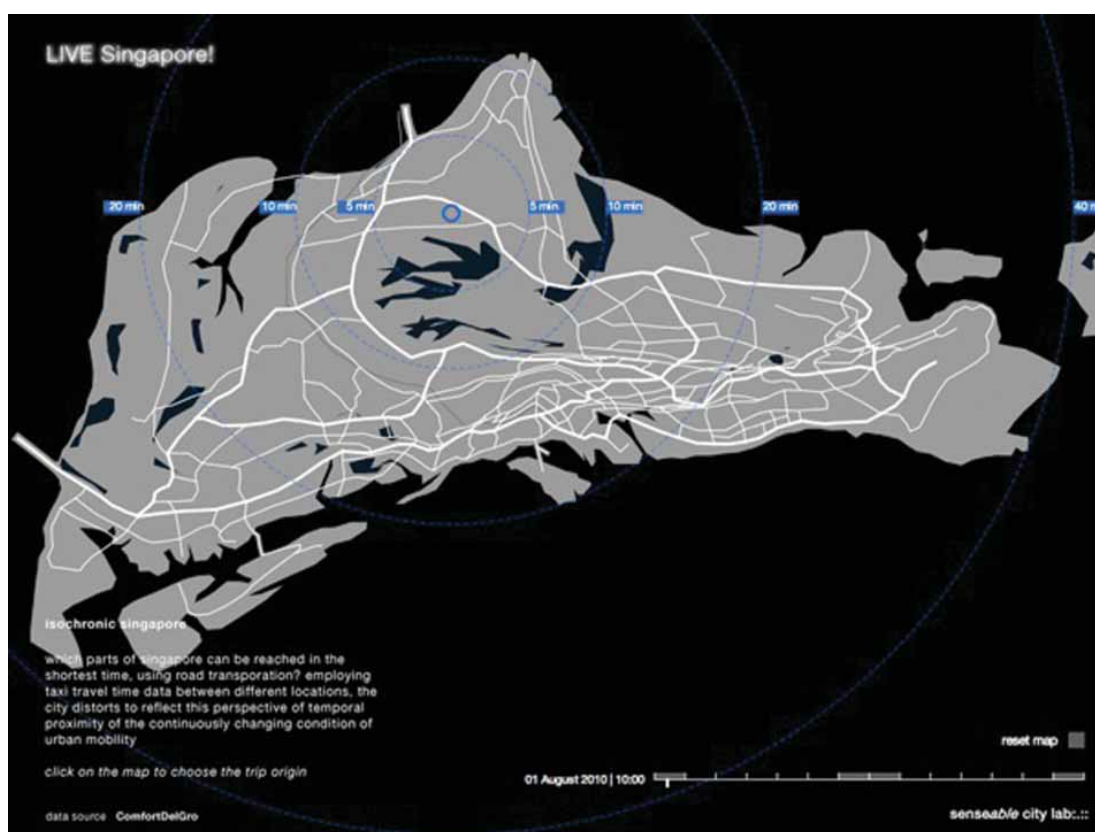 LIVE Singapore!
20 min
10 min
5 min
5 min
10 min
20 min
40 m
isochronic singapore
which parts of singapore can be reached in the
shortest time, using road transporation? employing
taxi travel time data between different locations, the
city distorts to reflect this perspective of temporal
proximity of the continuously changing condition of
urban mobility
click on the map to choose the trip origin
reset map
01 August 2010 | 10:00
data source ComfortDelGro
senseable city lab:.::